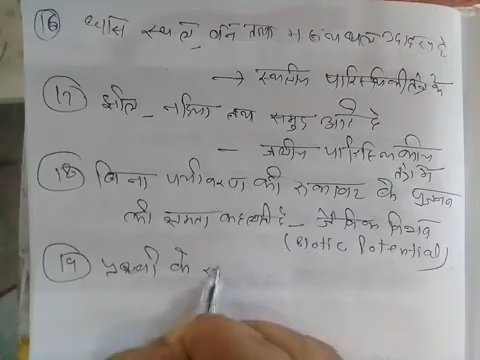 (16) घास स्थल, वन तथा मरुस्थल उदाहरण है
→ स्थलीय पारिस्थितिकी तंत्र के
(17) झील, नदियां तथा समुद्र आदि है
- जलीय पारिस्थितिकीय तंत्र के
(18) बिना पर्यावरण की रुकावट के प्रजनन
की क्षमता कहलाती है - जैविक विभव
(Biotic Potential)
(19) पृथ्वी के